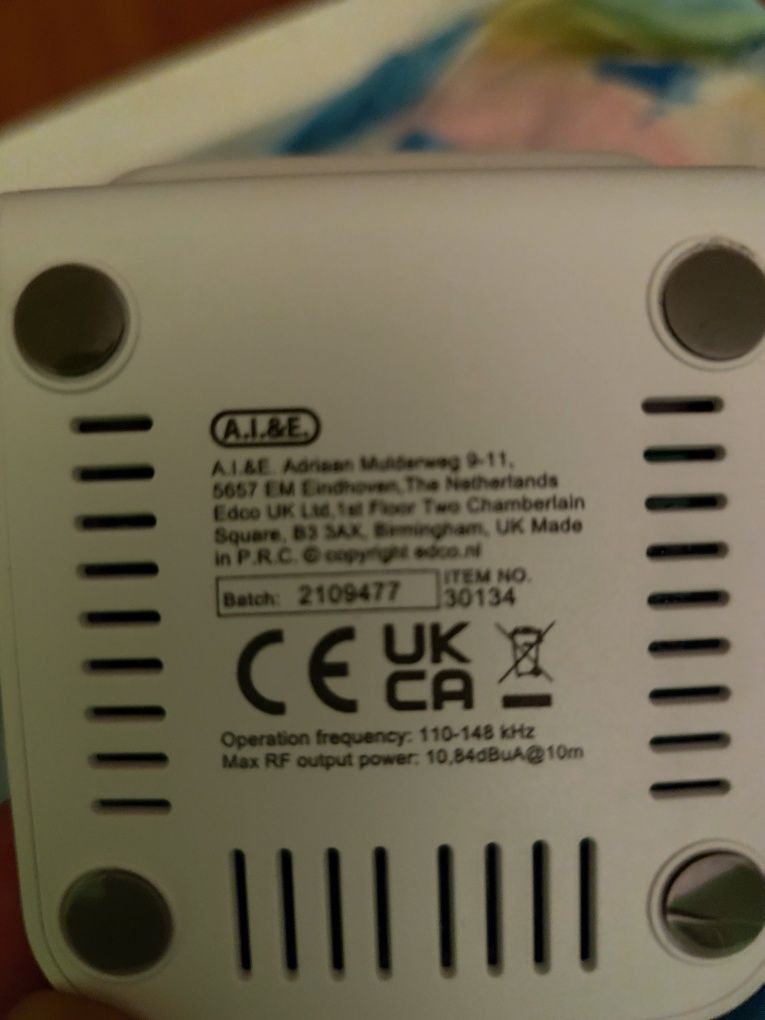 A.I.&E.
A.I.&E. Adriaan Mulderweg 9-11,
5657 EM Eindhoven,The Netherlands
Edco UK Ltd,1st Floor Two Chamberlain
Square, B3 3AX, Birmingham, UK Made
in P.R.C. © copyright edco.nl
Batch: 2109477
ITEM NO.
30134
CE
UK
CA
Operation frequency: 110-148 kHz
Max RF output power: 10,84dBuA@10m